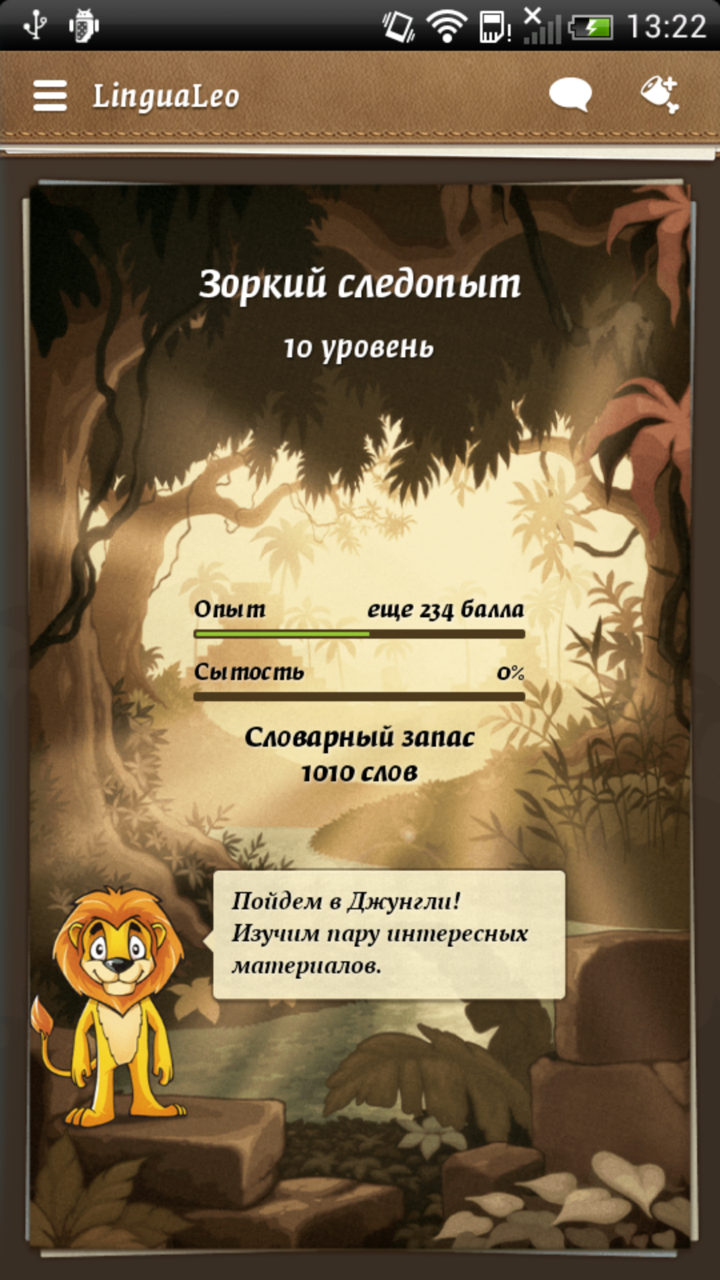 13:22
LinguaLeo
Зоркий следопыт
10 уровень
Опыт еще 234 балла
Сытость 0%
Словарный запас
1010 слов
Пойдем в Джунгли!
Изучим пару интересных
материалов.